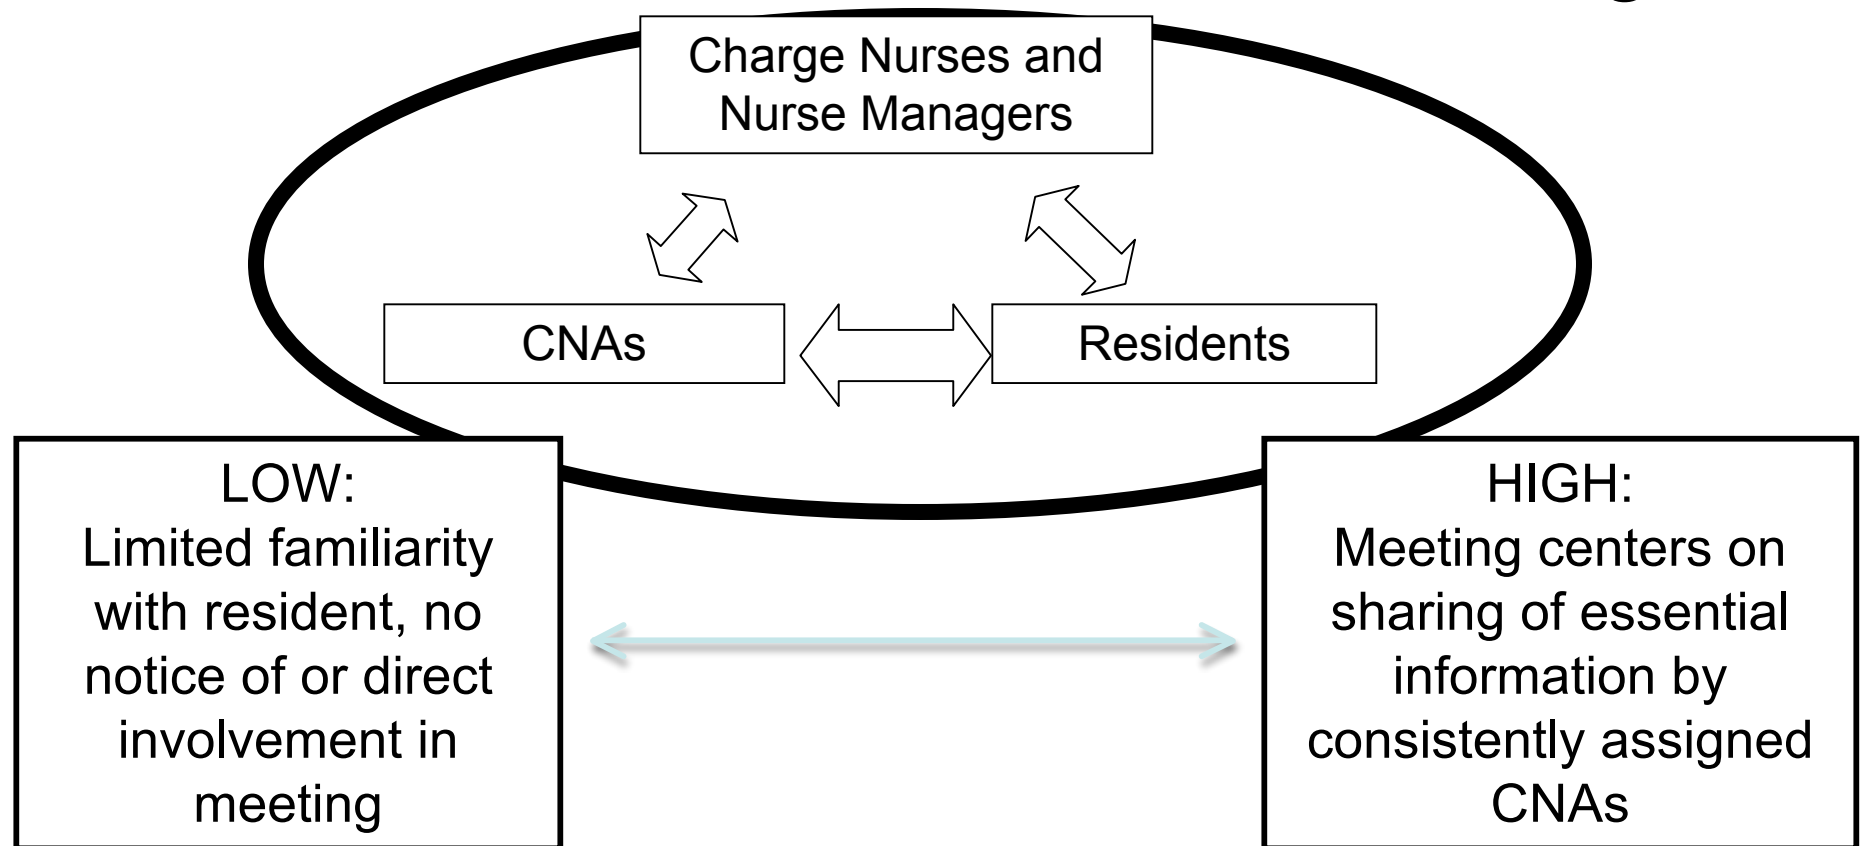 Charge Nurses and
Nurse Managers
CNAs
Residents
LOW:
Limited familiarity
with resident, no
notice of or direct
involvement in
meeting
HIGH:
Meeting centers on
sharing of essential
information by
consistently assigned
CNAs